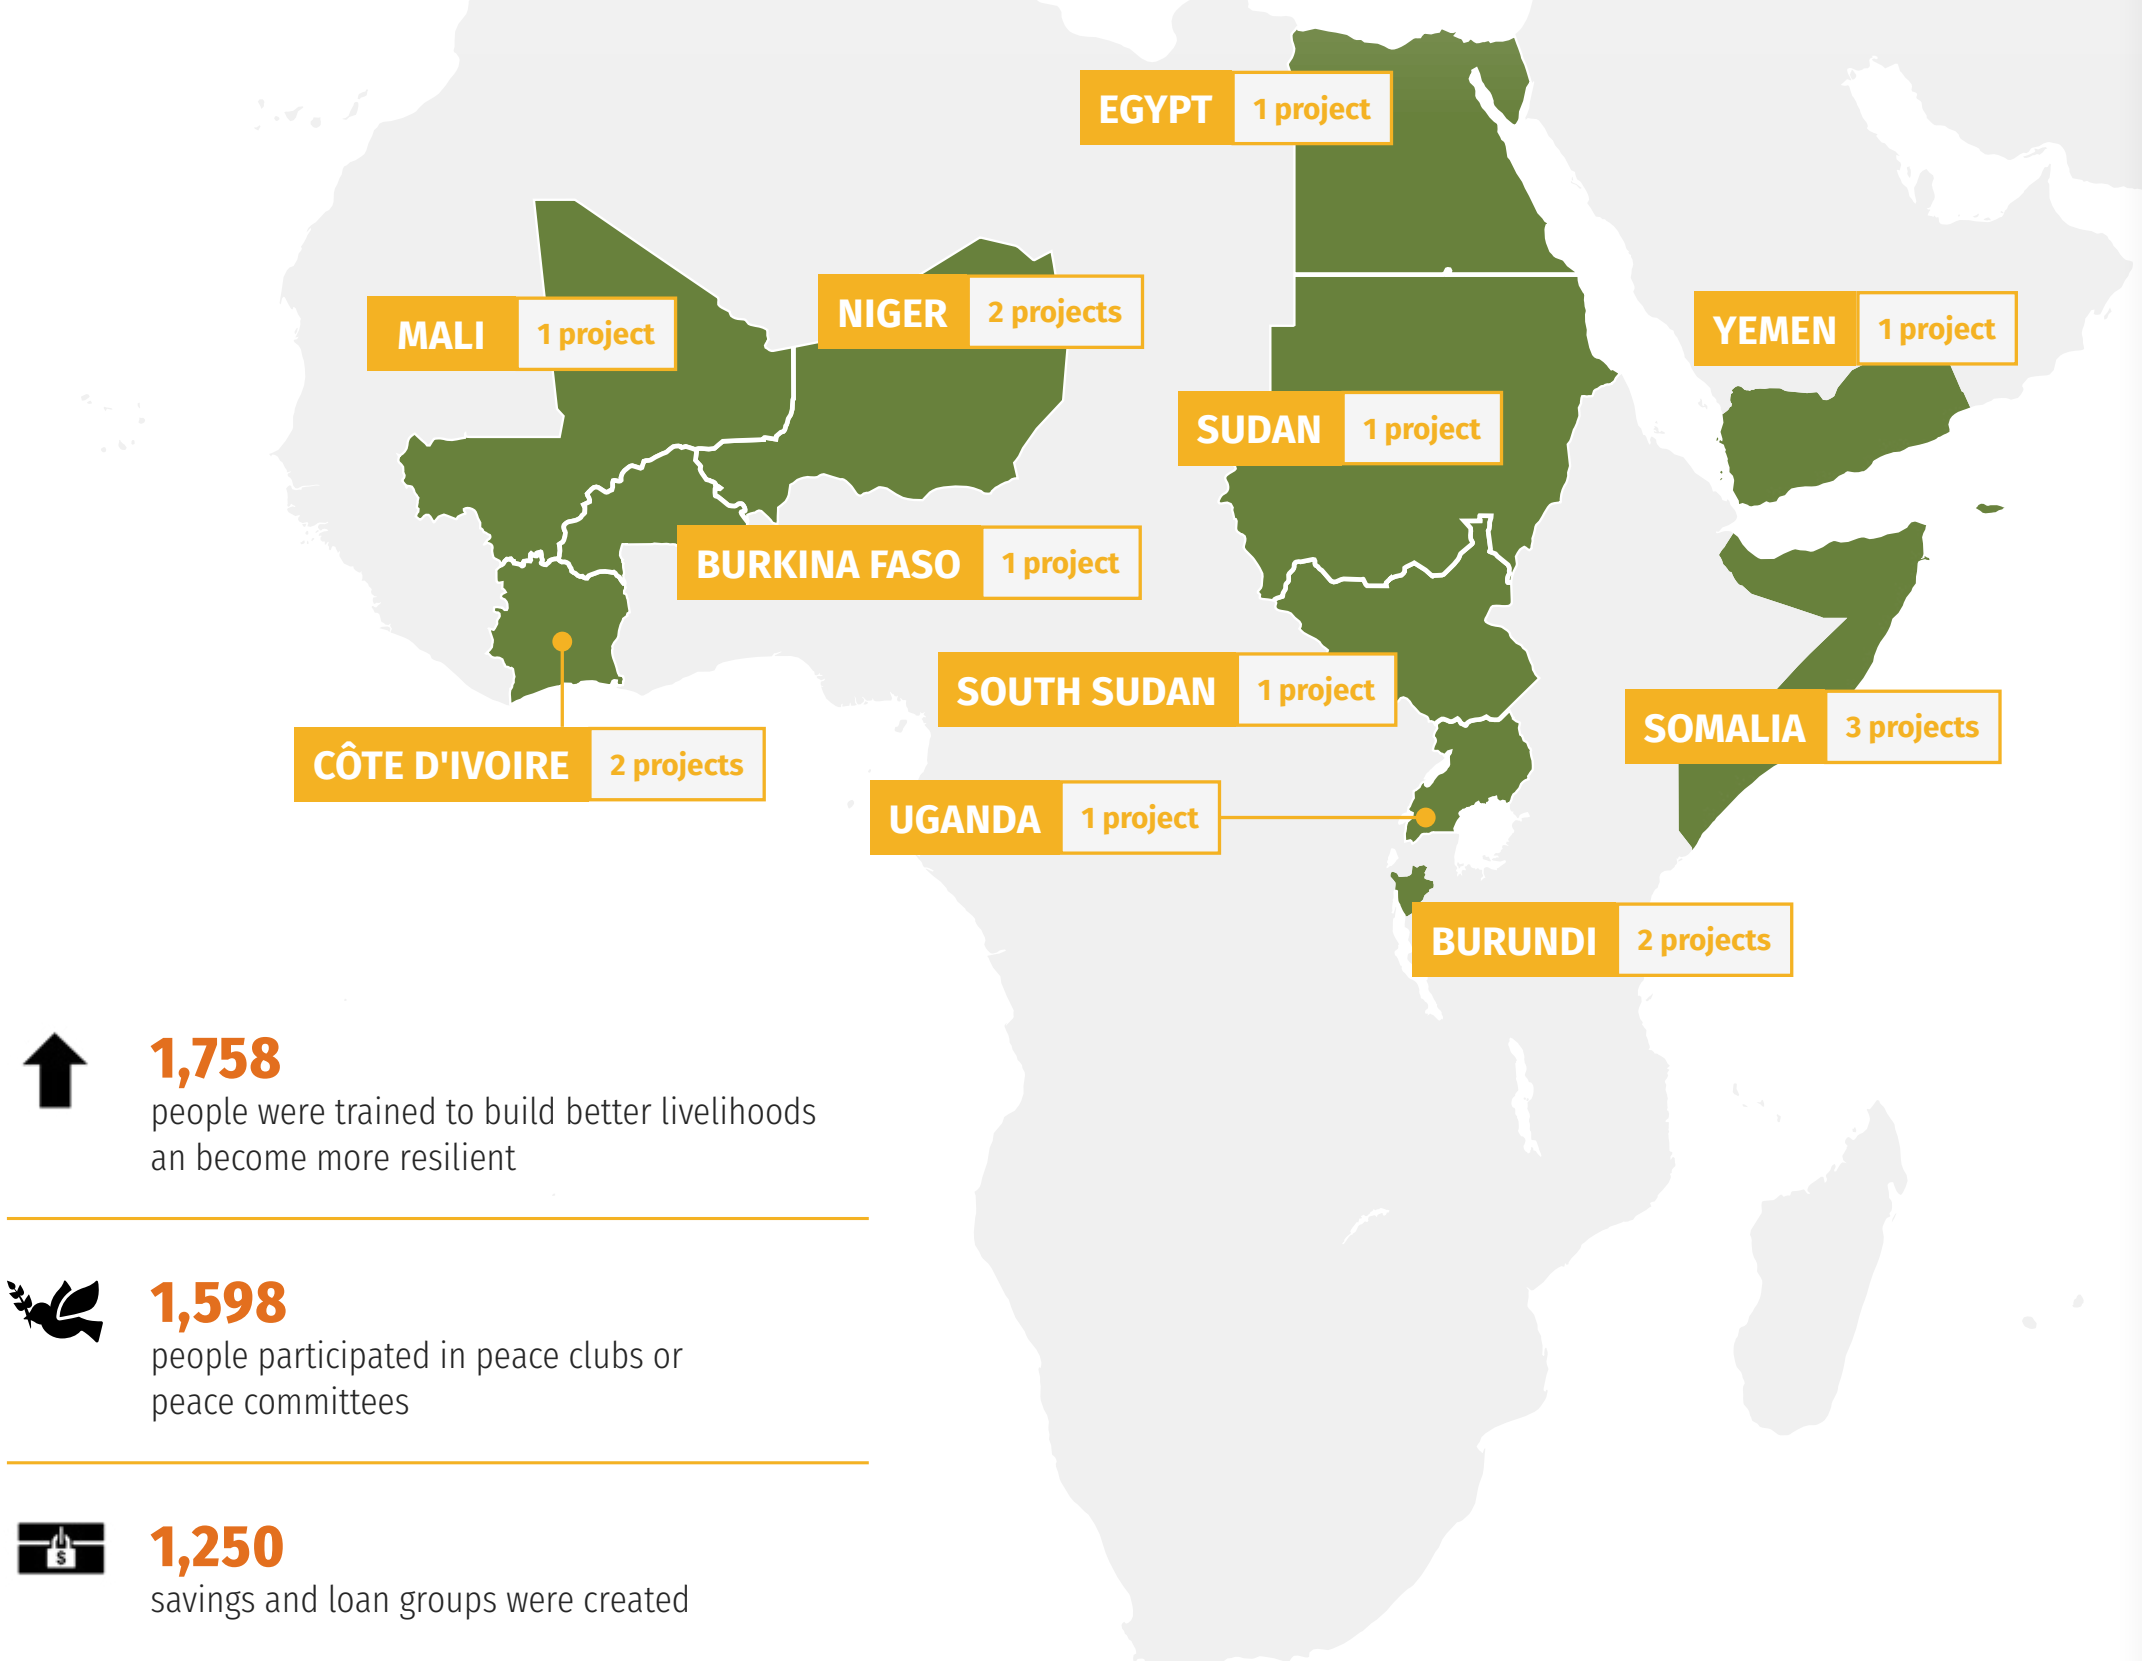 EGYPT 1 project
MALI 1 project
NIGER 2 projects
YEMEN 1 project
SUDAN 1 project
BURKINA FASO 1 project
SOUTH SUDAN 1 project
SOMALIA 3 projects
CÔTE D'IVOIRE 2 projects
UGANDA 1 project
BURUNDI 2 projects
1,758
people were trained to build better livelihoods
an become more resilient
1,598
people participated in peace clubs or
peace committees
$
1,250
savings and loan groups were created